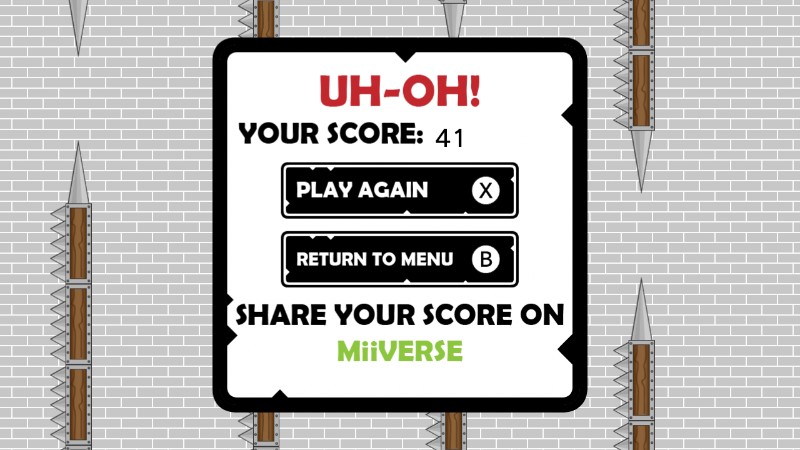 UH-OH!
YOUR SCORE: 41
PLAY AGAIN X
RETURN TO MENU B
SHARE YOUR SCORE ON
MiiVERSE